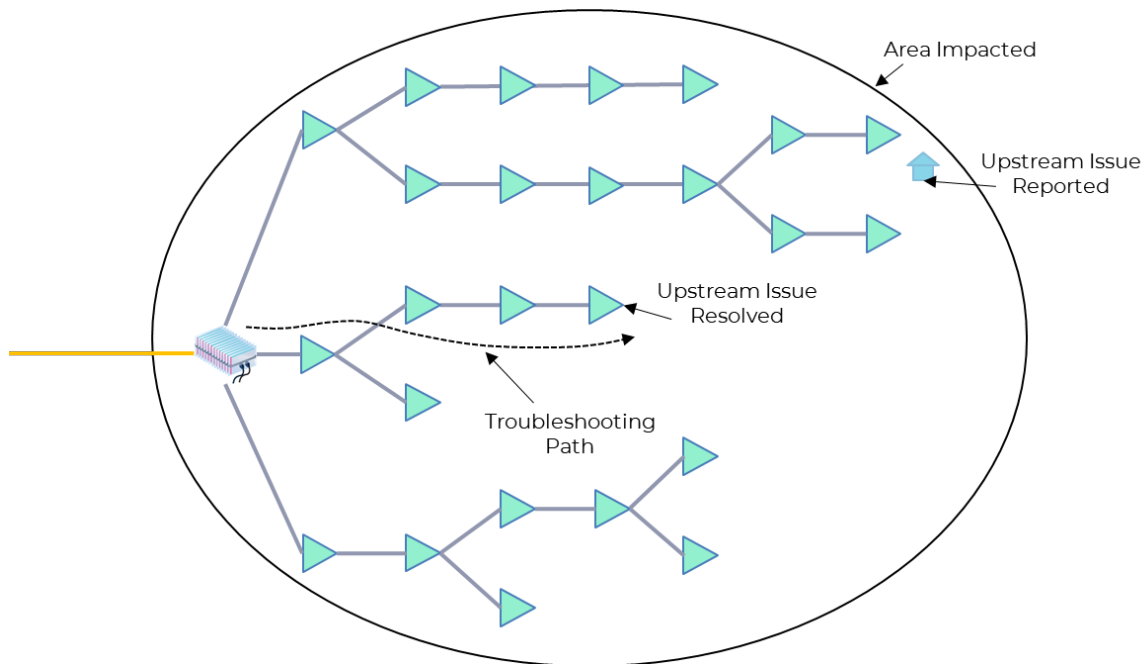 Area Impacted
Upstream Issue
Reported
Upstream Issue
Resolved
Troubleshooting
Path